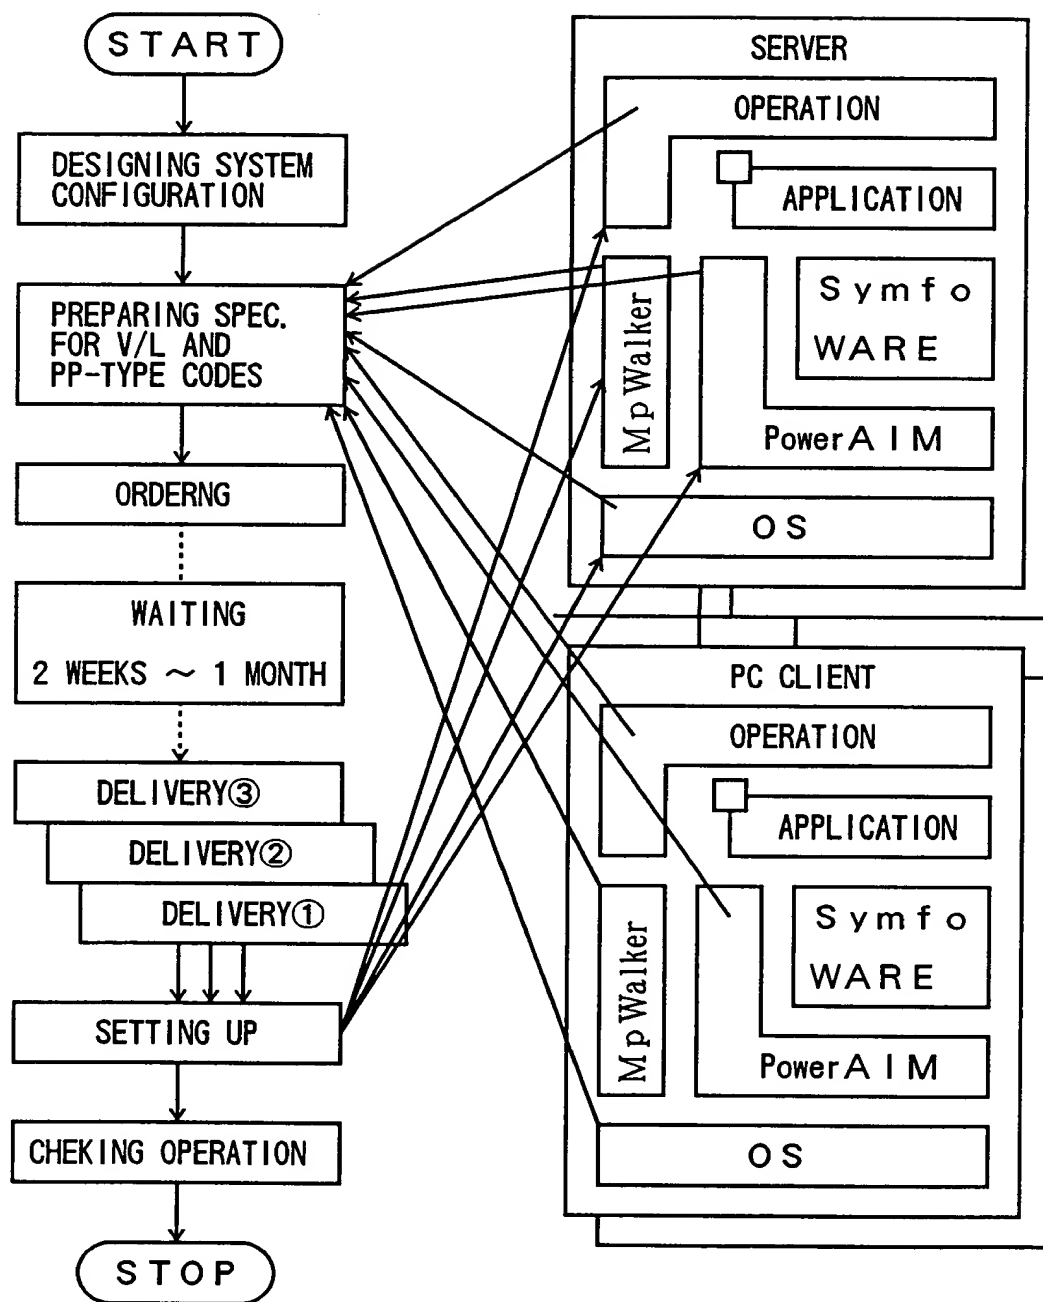 START
DESIGNING SYSTEM
CONFIGURATION
PREPARING SPEC.
FOR V/L AND
PP-TYPE CODES
ORDERNG
WAITING
2 WEEKS ~ 1 MONTH
DELIVERY③
DELIVERY②
DELIVERY①
SETTING UP
CHEKING OPERATION
STOP
SERVER
OPERATION
APPLICATION
MpWalker
Symfo
WARE
PowerAIM
OS
PC CLIENT
OPERATION
APPLICATION
MpWalker
Symfo
WARE
PowerAIM
OS